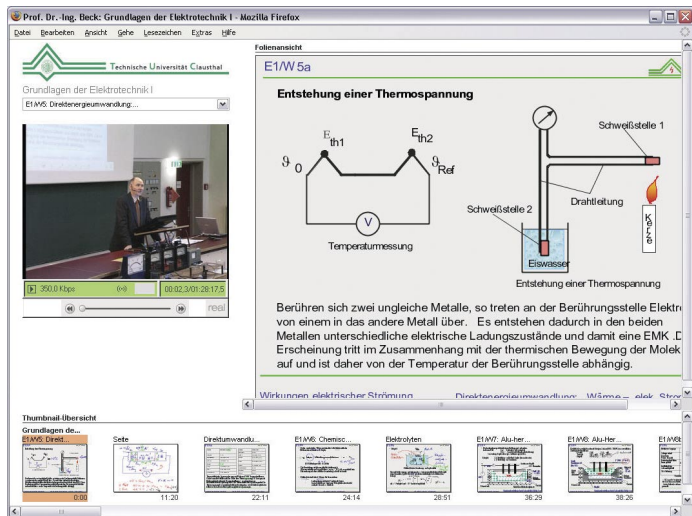 Prof. Dr.-Ing. Beck: Grundlagen der Elektrotechnik I - Mozilla Firefox
Datei Bearbeiten Ansicht Gehe Lesezeichen Extras Hilfe
Technische Universität Clausthal
Grundlagen der Elektrotechnik I
E1/W5: Direktenergieumwandlung:...
350,0 Kbps
00:02,3/01:28:17,5
real
Folienansicht
E1/W 5a
Entstehung einer Thermospannung
E th1
E th2
ϑ 0
ϑ Ref
V
Temperaturmessung
Schweißstelle 1
Drahtleitung
Schweißstelle 2
Kerze
Eiswasser
Entstehung einer Thermospannung
Berühren sich zwei ungleiche Metalle, so treten an der Berührungsstelle Elektro
von einem in das andere Metall über. Es entstehen dadurch in den beiden
Metallen unterschiedliche elektrische Ladungszustände und damit eine EMK .D
Erscheinung tritt im Zusammenhang mit der thermischen Bewegung der Molek
auf und ist daher von der Temperatur der Berührungsstelle abhängig.
Wirkungen elektrischer Strömung
Direktenergieumwandlung: Wärme – elek. Stron
Thumbnail-Übersicht
Grundlagen de...
E1/W5: Direkt...
Seite
Direktumwandlu...
E1/W6: Chemisc...
Elektrolyten
E1/W7: Alu-Her...
E1/W8: Alu-Her...
E1/W8b
0:00
11:20
22:11
24:14
28:51
36:29
38:26